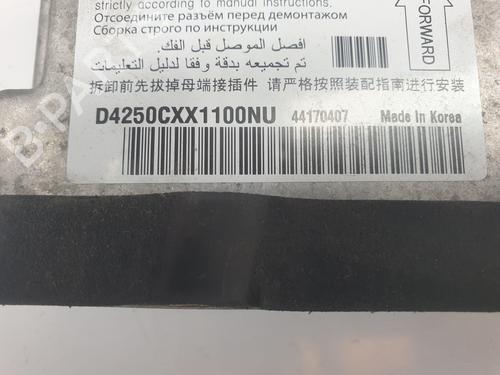 strictly according to manual instructions.
Отсоедините разъём перед демонтажом
Сборка строго по инструкции
افصل الموصل قبل الفك.
تم تجميعه بدقة وفقا لدليل التعليمات
拆卸前先拔掉母端接插件 请严格按照装配指南进行安装
D4250CXX1100NU 44170407 Made in Korea
FORWARD